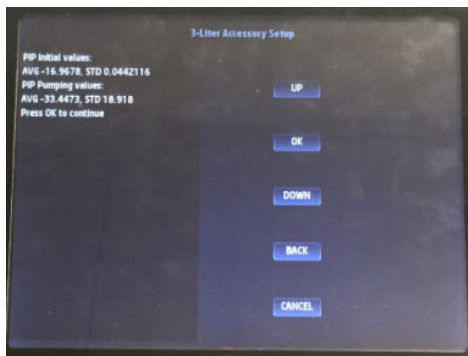 3-Liter Accessory Setup
PIP Initial values:
AVG -16.9678, STD 0.0442116
PIP Pumping values:
AVG -33.4473, STD 18.918
Press OK to continue
UP
OK
DOWN
BACK
CANCEL